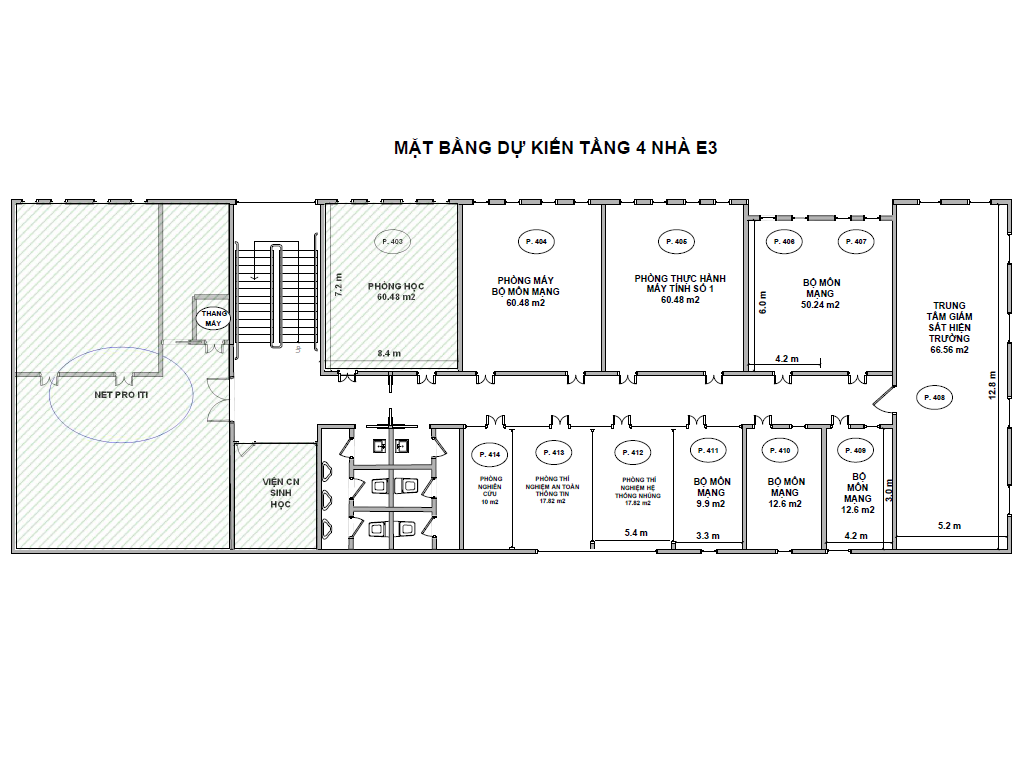 MẶT BẰNG DỰ KIẾN TẦNG 4 NHÀ E3
P. 403
PHÒNG HỌC
60.48 m2
7.2 m
8.4 m
P. 404
PHÒNG MÁY
BỘ MÔN MẠNG
60.48 m2
P. 405
PHÒNG THỰC HÀNH
MÁY TÍNH SỐ 1
60.48 m2
P. 406
P. 407
BỘ MÔN
MẠNG
50.24 m2
6.0 m
4.2 m
TRUNG
TÂM GIÁM
SÁT HIỆN
TRƯỜNG
66.56 m2
12.8 m
P. 408
5.2 m
THANG
MÁY
NET PRO ITI
VIỆN CN
SINH
HỌC
P. 414
PHÒNG
NGHIÊN
CỨU
10 m2
P. 413
PHÒNG THÍ
NGHIỆM AN TOÀN
THÔNG TIN
17.82 m2
P. 412
PHÒNG THÍ
NGHIỆM HỆ
THỐNG NHÚNG
17.82 m2
5.4 m
P. 411
BỘ MÔN
MẠNG
9.9 m2
3.3 m
P. 410
BỘ MÔN
MẠNG
12.6 m2
P. 409
BỘ
MÔN
MẠNG
12.6 m2
3.0 m
4.2 m